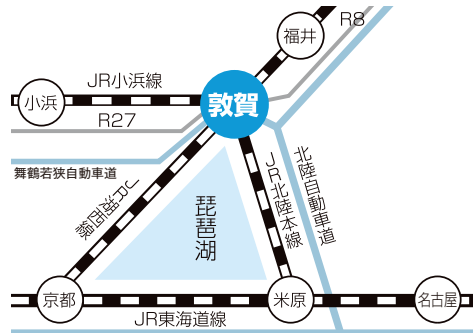 R8
福井
JR小浜線
小浜
敦賀
R27
舞鶴若狭自動車道
JR湖西線
琵琶湖
JR北陸本線
北陸自動車道
京都
米原
名古屋
JR東海道線